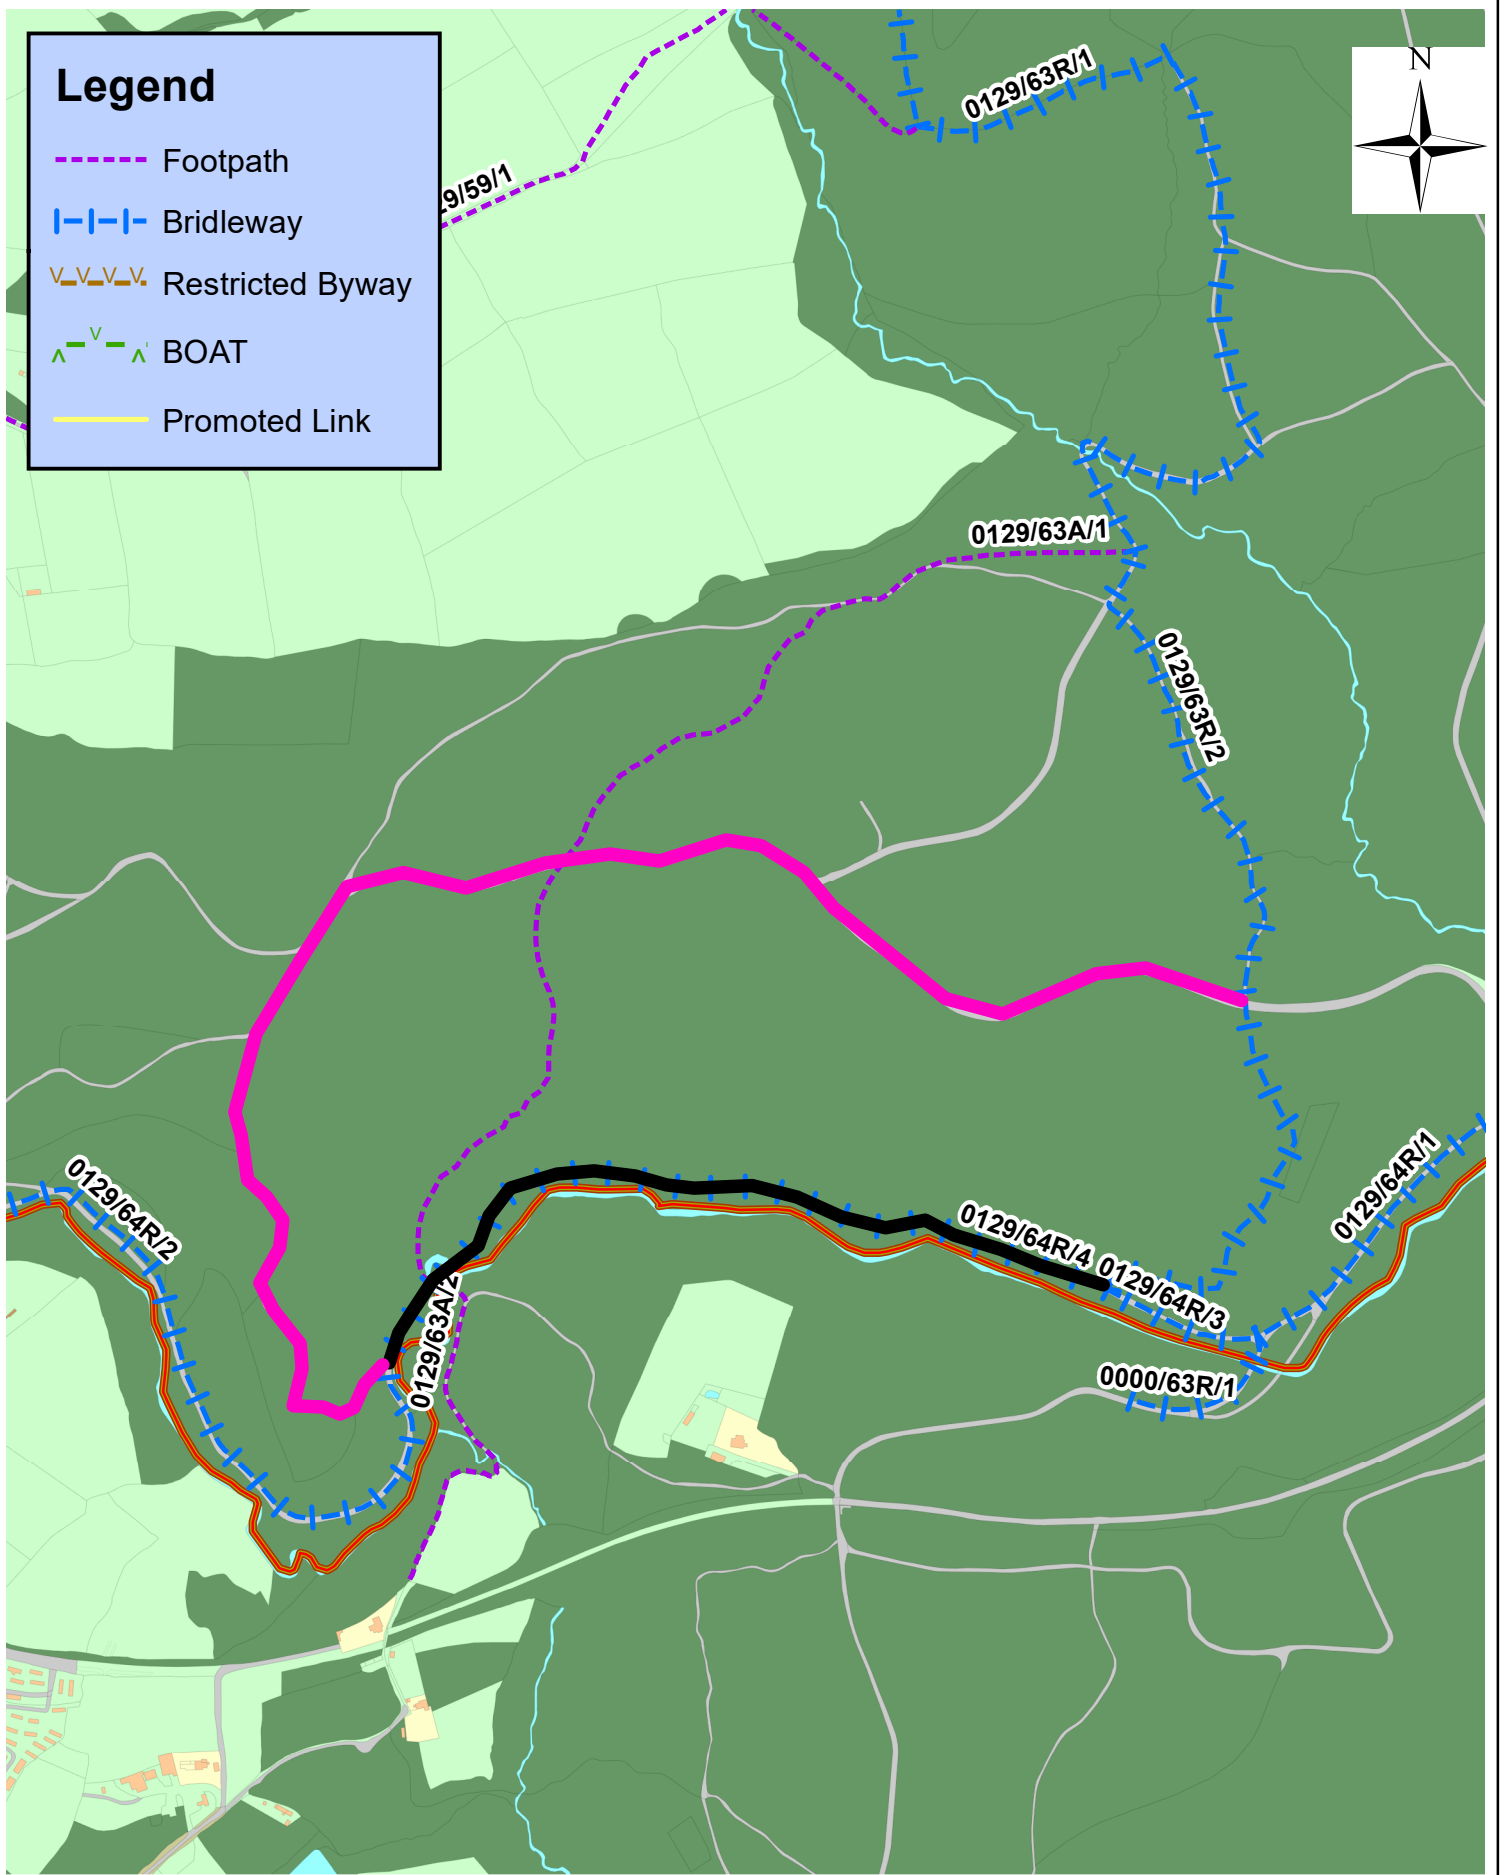 Legend
Footpath
Bridleway
Restricted Byway
BOAT
Promoted Link
N
29/59/1
0129/63R/1
0129/63A/1
0129/63R/2
0129/64R/2
0129/63A/2
0129/64R/4
0129/64R/3
0129/64R/1
0000/63R/1